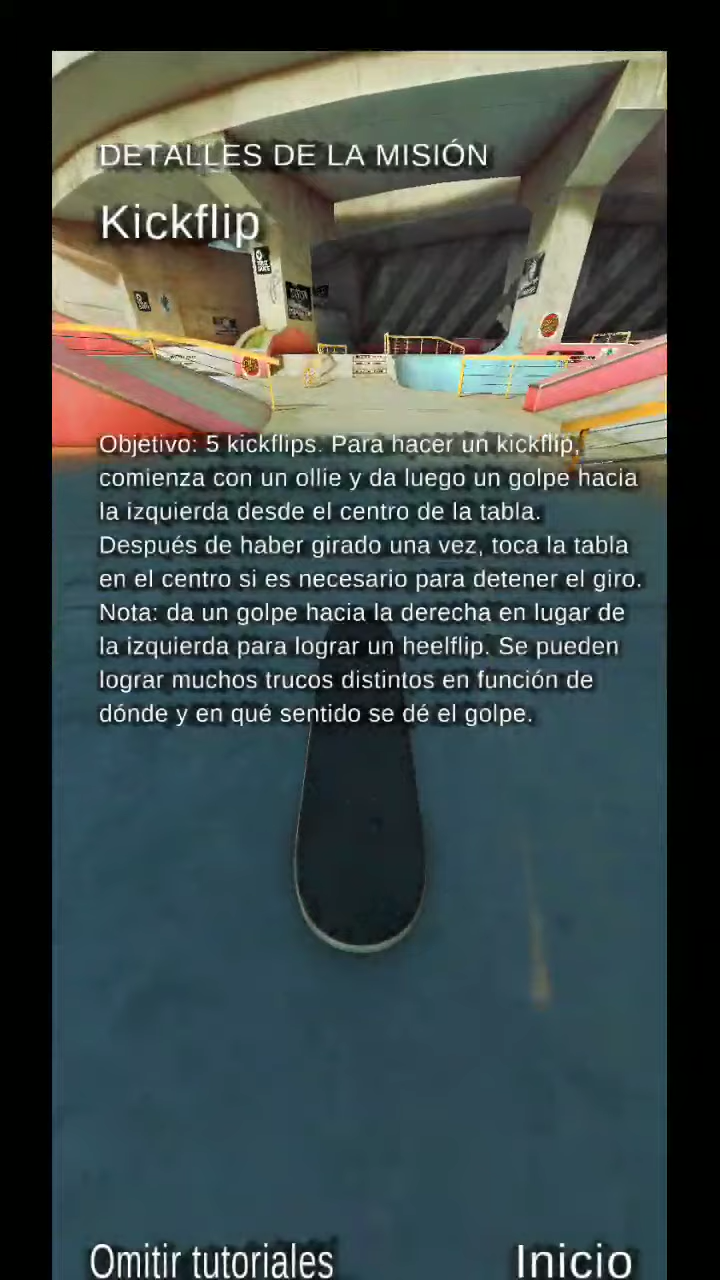 DETALLES DE LA MISIÓN
Kickflip
Objetivo: 5 kickflips. Para hacer un kickflip,
comienza con un ollie y da luego un golpe hacia
la izquierda desde el centro de la tabla.
Después de haber girado una vez, toca la tabla
en el centro si es necesario para detener el giro.
Nota: da un golpe hacia la derecha en lugar de
la izquierda para lograr un heelflip. Se pueden
lograr muchos trucos distintos en función de
dónde y en qué sentido se dé el golpe.
Omitir tutoriales
Inicio